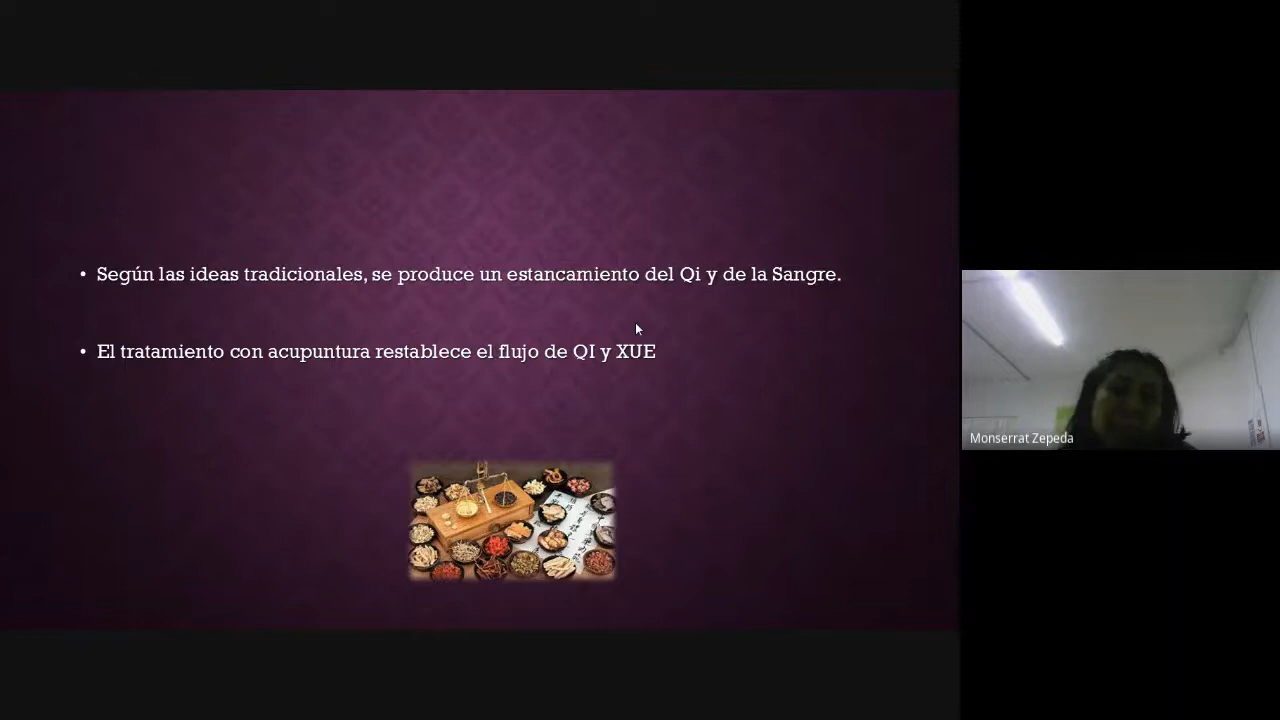 • Según las ideas tradicionales, se produce un estancamiento del Qi y de la Sangre.
• El tratamiento con acupuntura restablece el flujo de QI y XUE
Monserrat Zepeda